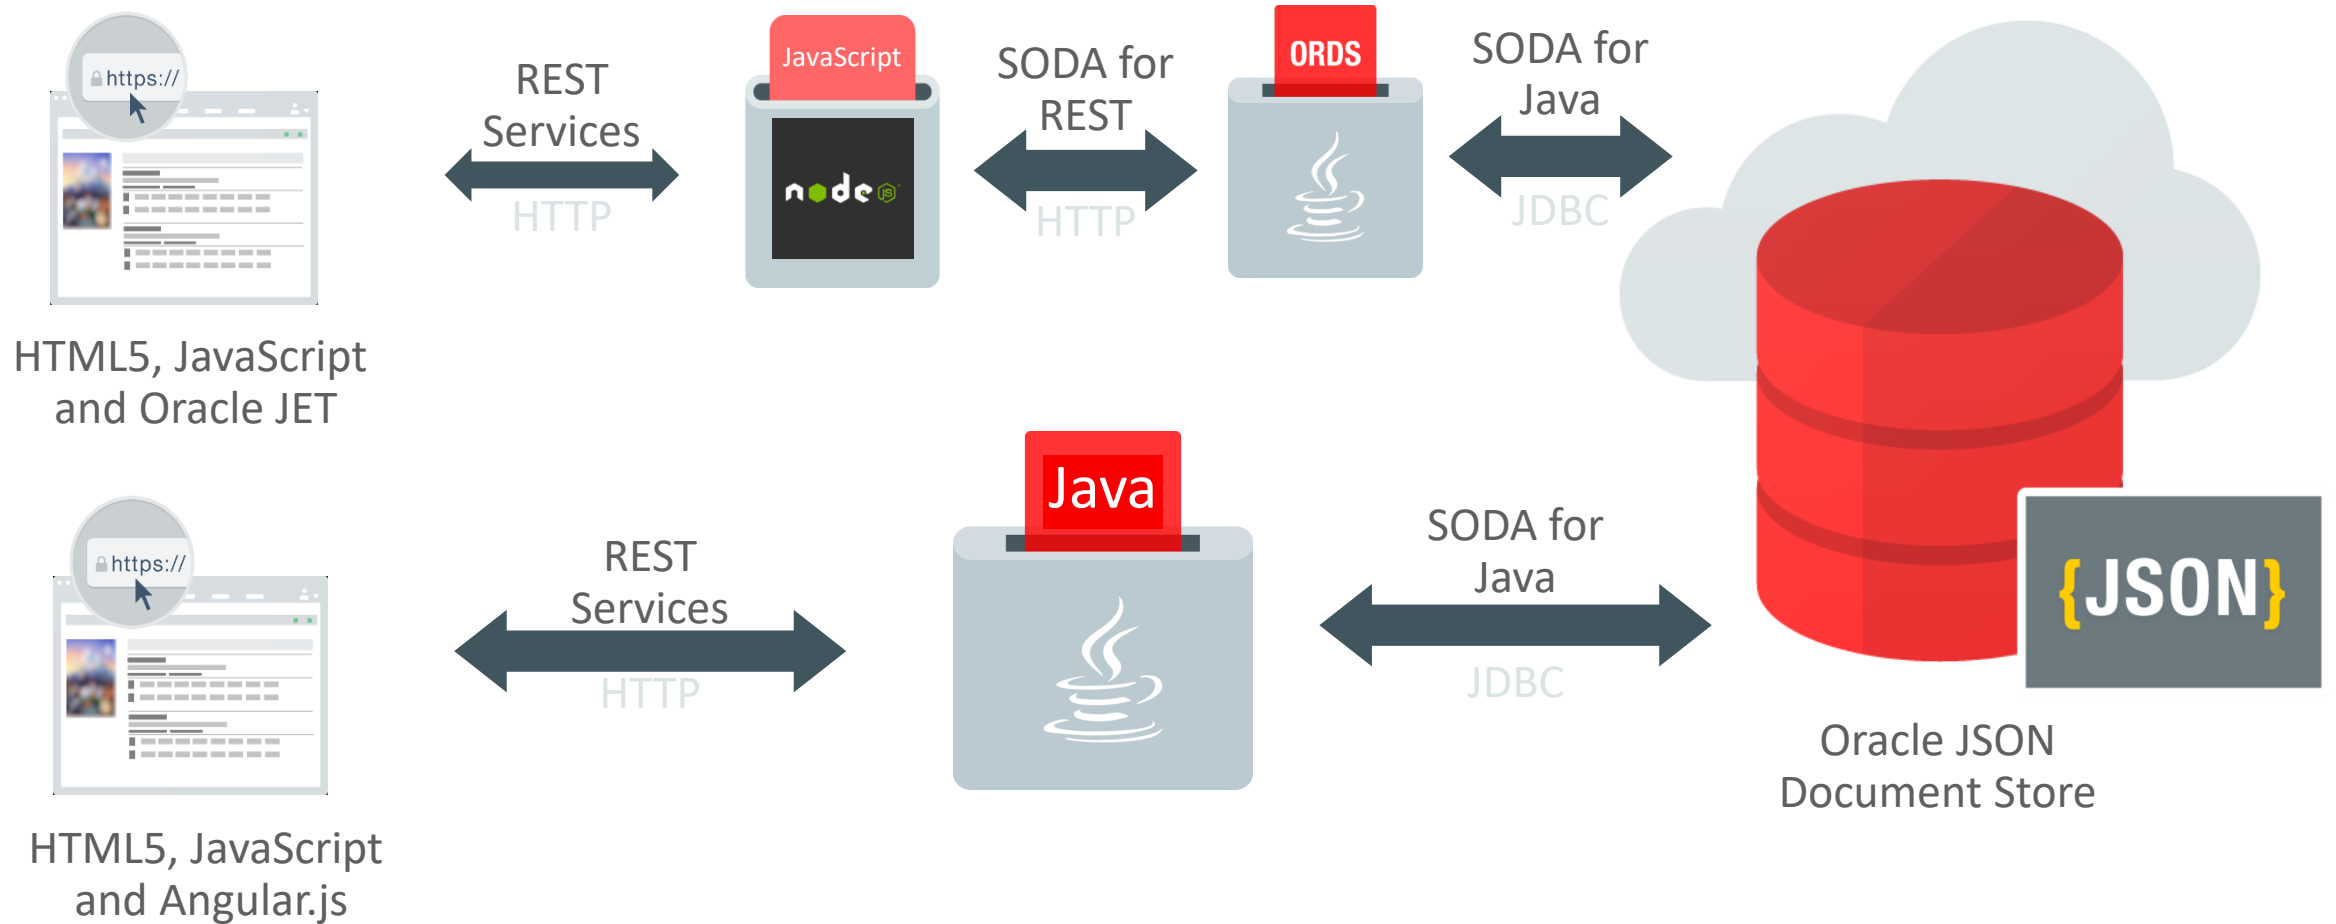 https://
HTML5, JavaScript
and Oracle JET
REST
Services
HTTP
JavaScript
node JS
SODA for
REST
HTTP
ORDS
SODA for
Java
JDBC
https://
HTML5, JavaScript
and Angular.js
REST
Services
HTTP
Java
SODA for
Java
JDBC
{JSON}
Oracle JSON
Document Store